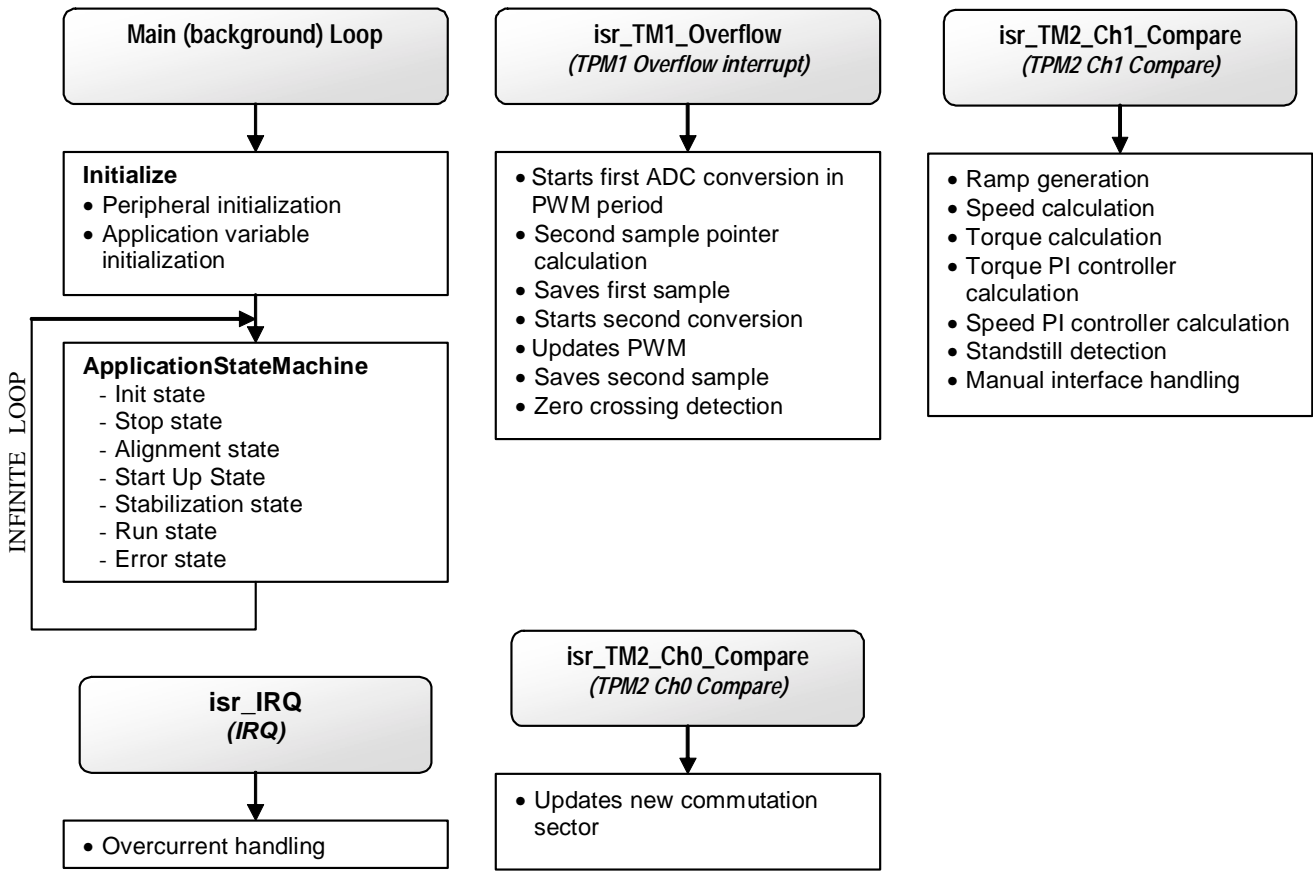 Main (background) Loop
Initialize
• Peripheral initialization
• Application variable
initialization
INFINITE LOOP
ApplicationStateMachine
- Init state
- Stop state
- Alignment state
- Start Up State
- Stabilization state
- Run state
- Error state
isr_TM1_Overflow
(TPM1 Overflow interrupt)
• Starts first ADC conversion in
PWM period
• Second sample pointer
calculation
• Saves first sample
• Starts second conversion
• Updates PWM
• Saves second sample
• Zero crossing detection
isr_TM2_Ch1_Compare
(TPM2 Ch1 Compare)
• Ramp generation
• Speed calculation
• Torque calculation
• Torque PI controller
calculation
• Speed PI controller calculation
• Standstill detection
• Manual interface handling
isr_IRQ
(IRQ)
• Overcurrent handling
isr_TM2_Ch0_Compare
(TPM2 Ch0 Compare)
• Updates new commutation
sector